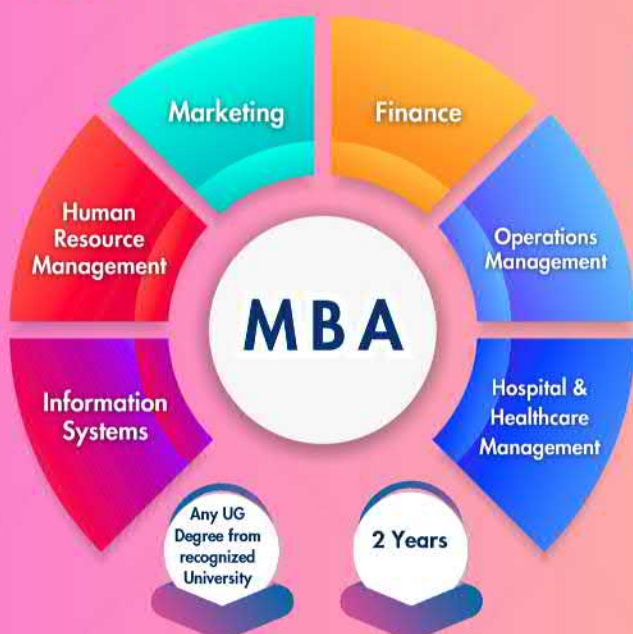 Marketing
Finance
Human
Resource
Management
Operations
Management
MBA
Information
Systems
Hospital &
Healthcare
Management
Any UG
Degree from
recognized
University
2 Years